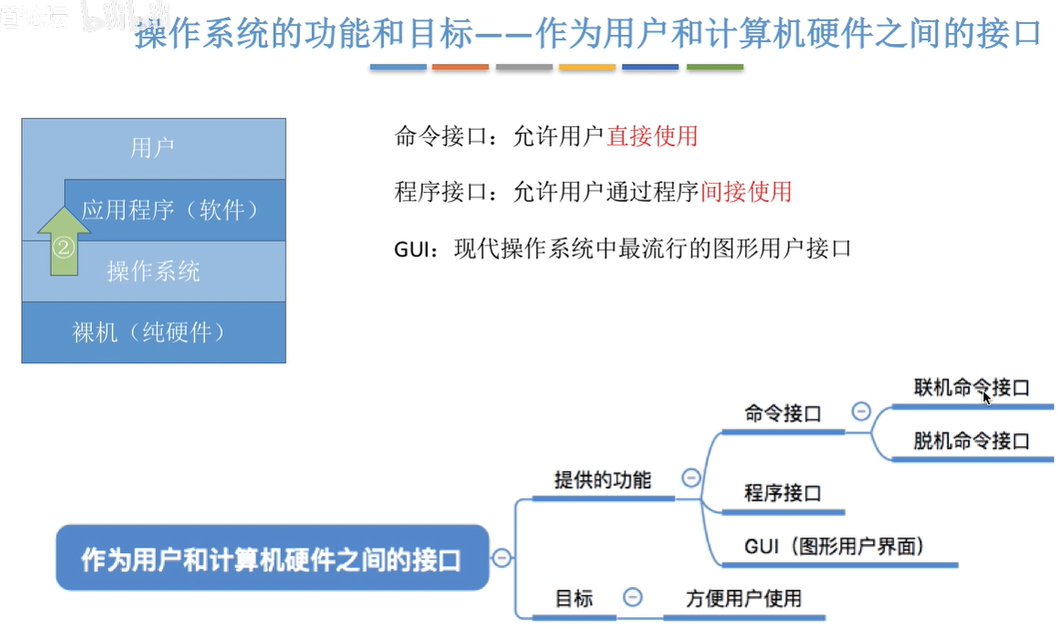 操作系统的功能和目标——作为用户和计算机硬件之间的接口
用户
应用程序（软件）
②
操作系统
裸机（纯硬件）
命令接口：允许用户直接使用
程序接口：允许用户通过程序间接使用
GUI：现代操作系统中最流行的图形用户接口
联机命令接口
命令接口
脱机命令接口
提供的功能
程序接口
GUI（图形用户界面）
作为用户和计算机硬件之间的接口
目标
方便用户使用